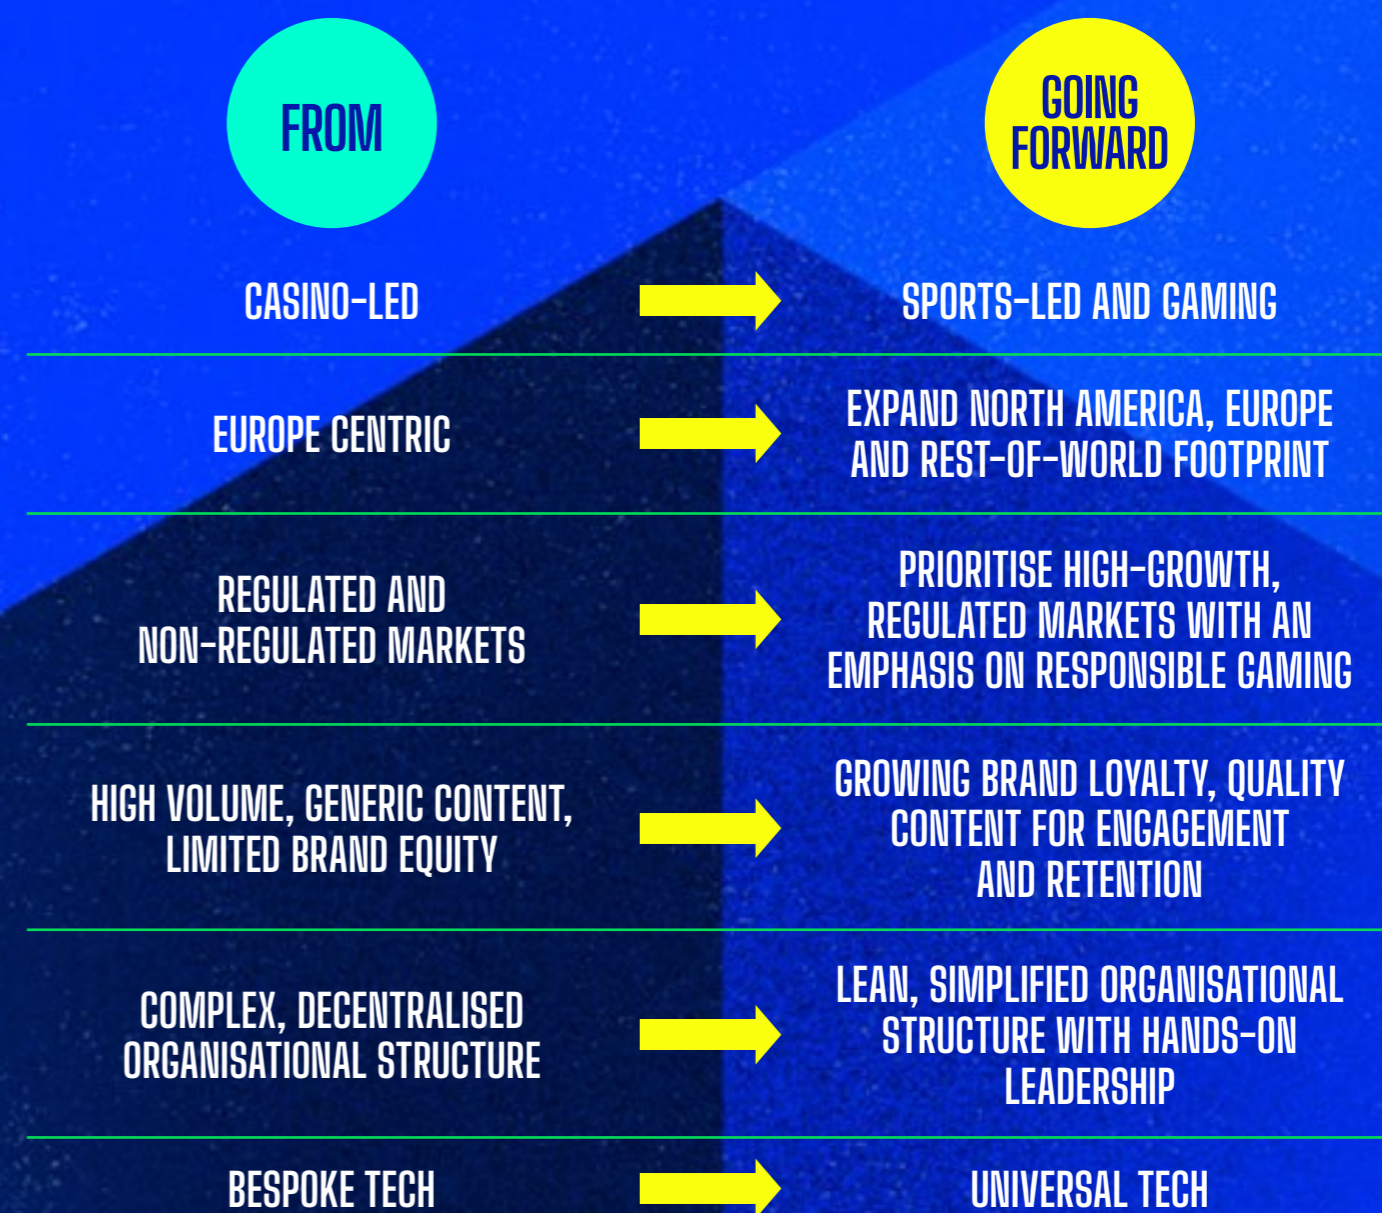 FROM
GOING
FORWARD
CASINO-LED
SPORTS-LED AND GAMING
EUROPE CENTRIC
EXPAND NORTH AMERICA, EUROPE
AND REST-OF-WORLD FOOTPRINT
REGULATED AND
NON-REGULATED MARKETS
PRIORITISE HIGH-GROWTH,
REGULATED MARKETS WITH AN
EMPHASIS ON RESPONSIBLE GAMING
HIGH VOLUME, GENERIC CONTENT,
LIMITED BRAND EQUITY
GROWING BRAND LOYALTY, QUALITY
CONTENT FOR ENGAGEMENT
AND RETENTION
COMPLEX, DECENTRALISED
ORGANISATIONAL STRUCTURE
LEAN, SIMPLIFIED ORGANISATIONAL
STRUCTURE WITH HANDS-ON
LEADERSHIP
BESPOKE TECH
UNIVERSAL TECH